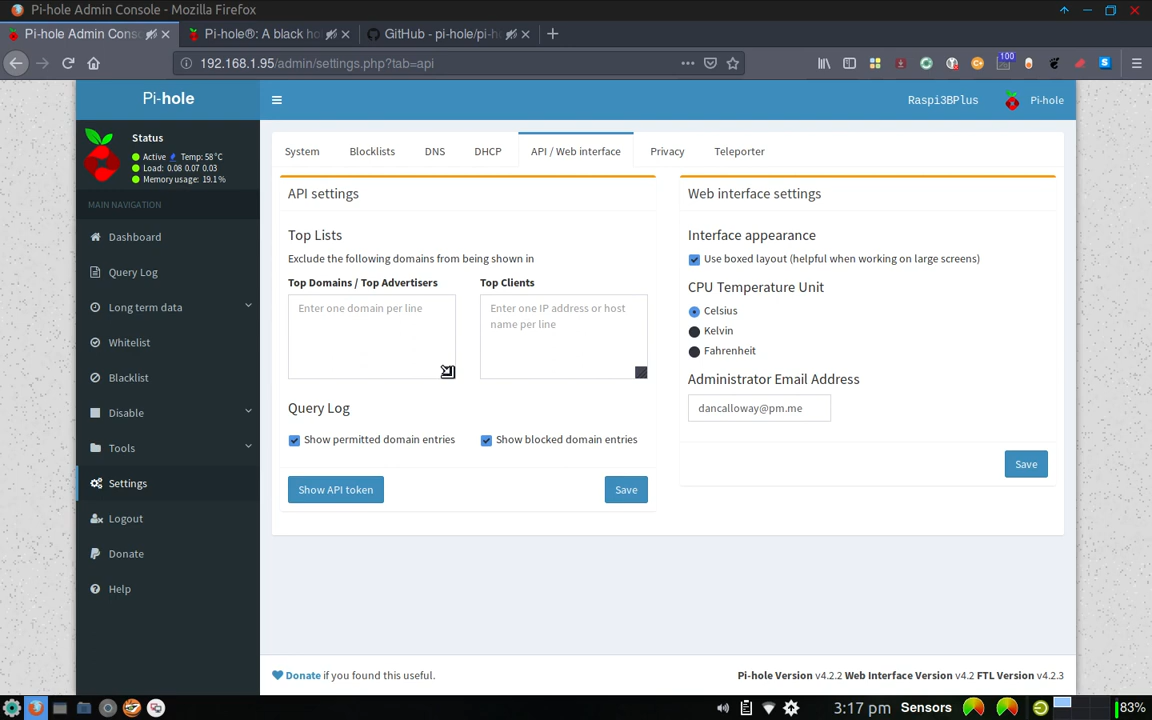 Pi-hole Admin Console - Mozilla Firefox
Pi-hole Admin Conso
Pi-hole®: A black ho
GitHub - pi-hole/pi-h
192.168.1.95/admin/settings.php?tab=api
100
Pi-hole
Raspi3BPlus
Pi-hole
Status
Active Temp: 58°C
Load: 0.08 0.07 0.03
Memory usage: 19.1 %
MAIN NAVIGATION
Dashboard
Query Log
Long term data
Whitelist
Blacklist
Disable
Tools
Settings
Logout
Donate
Help
System
Blocklists
DNS
DHCP
API / Web interface
Privacy
Teleporter
API settings
Top Lists
Exclude the following domains from being shown in
Top Domains / Top Advertisers
Enter one domain per line
Top Clients
Enter one IP address or host
name per line
Query Log
Show permitted domain entries
Show blocked domain entries
Show API token
Save
Web interface settings
Interface appearance
Use boxed layout (helpful when working on large screens)
CPU Temperature Unit
Celsius
Kelvin
Fahrenheit
Administrator Email Address
dancalloway@pm.me
Save
Donate if you found this useful.
Pi-hole Version v4.2.2 Web Interface Version v4.2 FTL Version v4.2.3
3:17 pm
Sensors
83%